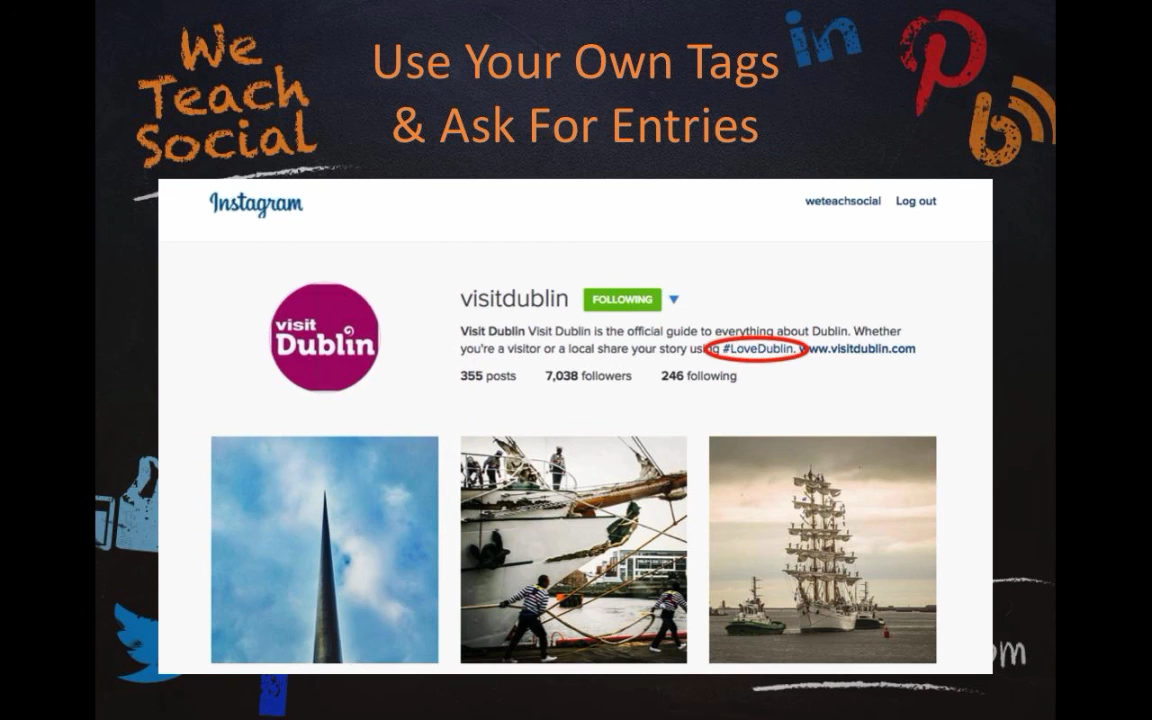 We
Teach
Social
Use Your Own Tags
& Ask For Entries
in
Instagram
weteachsocial Log out
visit
Dublin
visitdublin FOLLOWING
Visit Dublin Visit Dublin is the official guide to everything about Dublin. Whether
you're a visitor or a local share your story using #LoveDublin. www.visitdublin.com
355 posts 7,038 followers 246 following
om